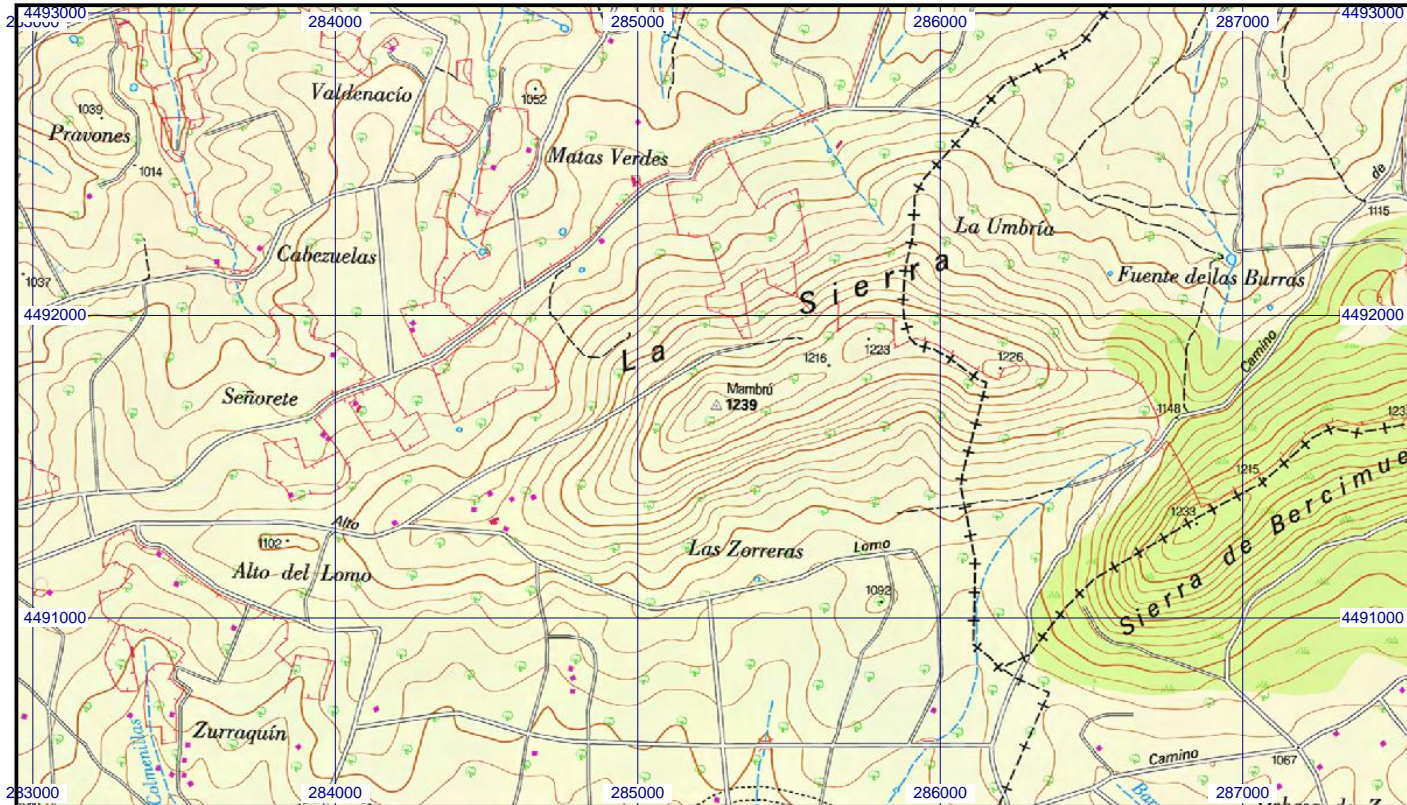 4493000
284000
285000
286000
287000
4493000
Valdenacío
1052
1039
Pravones
1014
Matas Verdes
de
1115
La Umbría
Cabezuelas
1037
Fuente de las Burras
La Sierra
4492000
4492000
1223
1216
1226
Camino
Mambrú
1239
Señorete
1148
1215
1233
Sierra de Bercimue
Alto
1102
Las Zorreras
Lomo
Alto del Lomo
1092
4491000
4491000
Zurraquín
Colmenillas
Camino
1067
283000
284000
285000
286000
287000